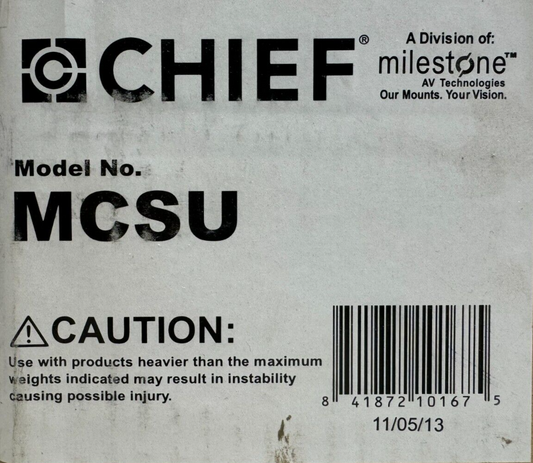 CHIEF®
A Division of:
milestone™
AV Technologies
Our Mounts. Your Vision.
Model No.
MCSU
⚠CAUTION:
Use with products heavier than the maximum
weights indicated may result in instability
causing possible injury.
8 41872 10167 5
11/05/13